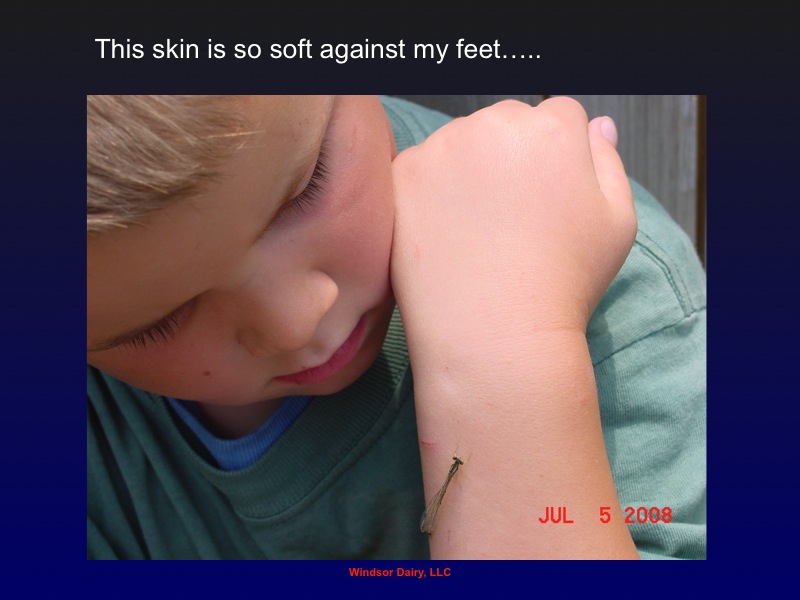 This skin is so soft against my feet…..
JUL 5 2008
Windsor Dairy, LLC